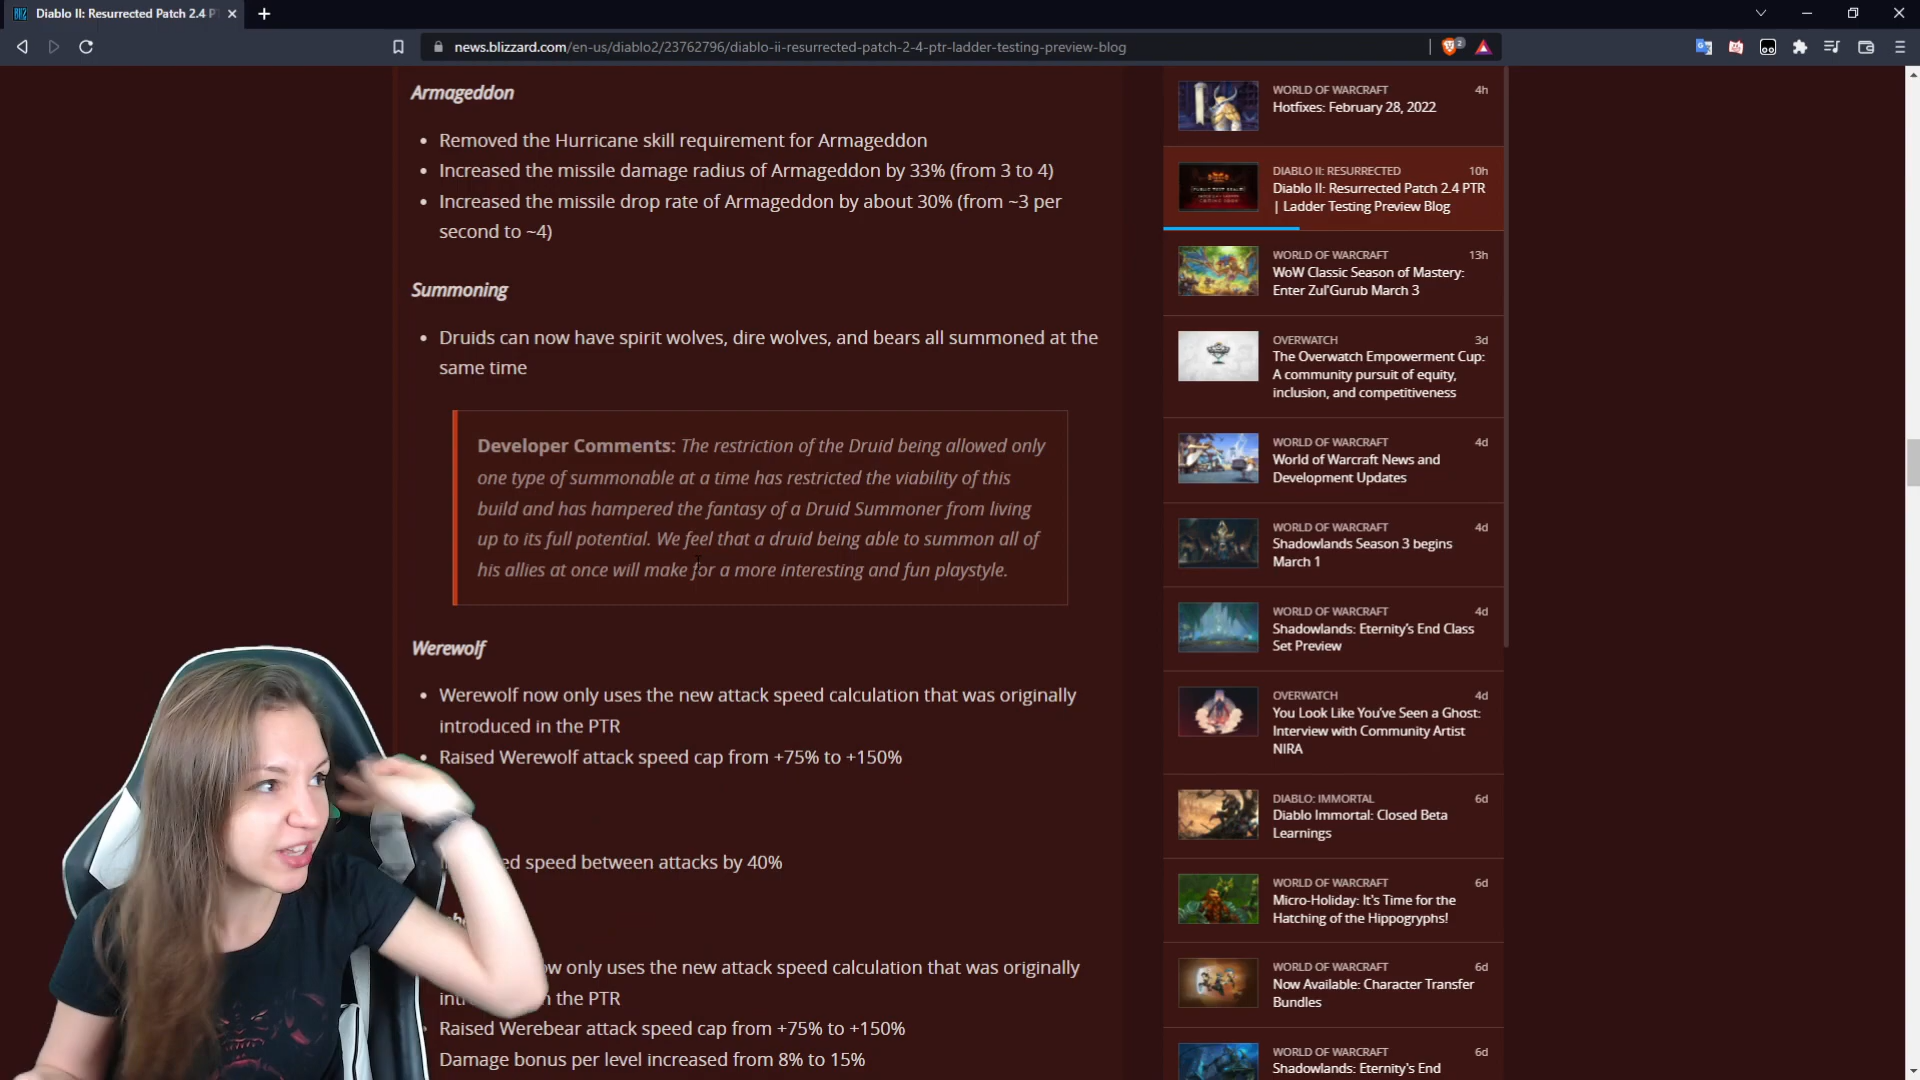 Diablo II: Resurrected Patch 2.4 P
news.blizzard.com/en-us/diablo2/23762796/diablo-ii-resurrected-patch-2-4-ptr-ladder-testing-preview-blog
2
Armageddon
• Removed the Hurricane skill requirement for Armageddon
• Increased the missile damage radius of Armageddon by 33% (from 3 to 4)
• Increased the missile drop rate of Armageddon by about 30% (from ~3 per
second to ~4)
Summoning
• Druids can now have spirit wolves, dire wolves, and bears all summoned at the
same time
Developer Comments: The restriction of the Druid being allowed only
one type of summonable at a time has restricted the viability of this
build and has hampered the fantasy of a Druid Summoner from living
up to its full potential. We feel that a druid being able to summon all of
his allies at once will make for a more interesting and fun playstyle.
Werewolf
• Werewolf now only uses the new attack speed calculation that was originally
introduced in the PTR
• Raised Werewolf attack speed cap from +75% to +150%
speed between attacks by 40%
only uses the new attack speed calculation that was originally
the PTR
Raised Werebear attack speed cap from +75% to +150%
Damage bonus per level increased from 8% to 15%
WORLD OF WARCRAFT 4h
Hotfixes: February 28, 2022
DIABLO II: RESURRECTED 10h
Diablo II: Resurrected Patch 2.4 PTR
| Ladder Testing Preview Blog
WORLD OF WARCRAFT 13h
WoW Classic Season of Mastery:
Enter Zul'Gurub March 3
OVERWATCH 3d
The Overwatch Empowerment Cup:
A community pursuit of equity,
inclusion, and competitiveness
WORLD OF WARCRAFT 4d
World of Warcraft News and
Development Updates
WORLD OF WARCRAFT 4d
Shadowlands Season 3 begins
March 1
WORLD OF WARCRAFT 4d
Shadowlands: Eternity's End Class
Set Preview
OVERWATCH 4d
You Look Like You've Seen a Ghost:
Interview with Community Artist
NIRA
DIABLO: IMMORTAL 6d
Diablo Immortal: Closed Beta
Learnings
WORLD OF WARCRAFT 6d
Micro-Holiday: It's Time for the
Hatching of the Hippogryphs!
WORLD OF WARCRAFT 6d
Now Available: Character Transfer
Bundles
WORLD OF WARCRAFT 6d
Shadowlands: Eternity's End